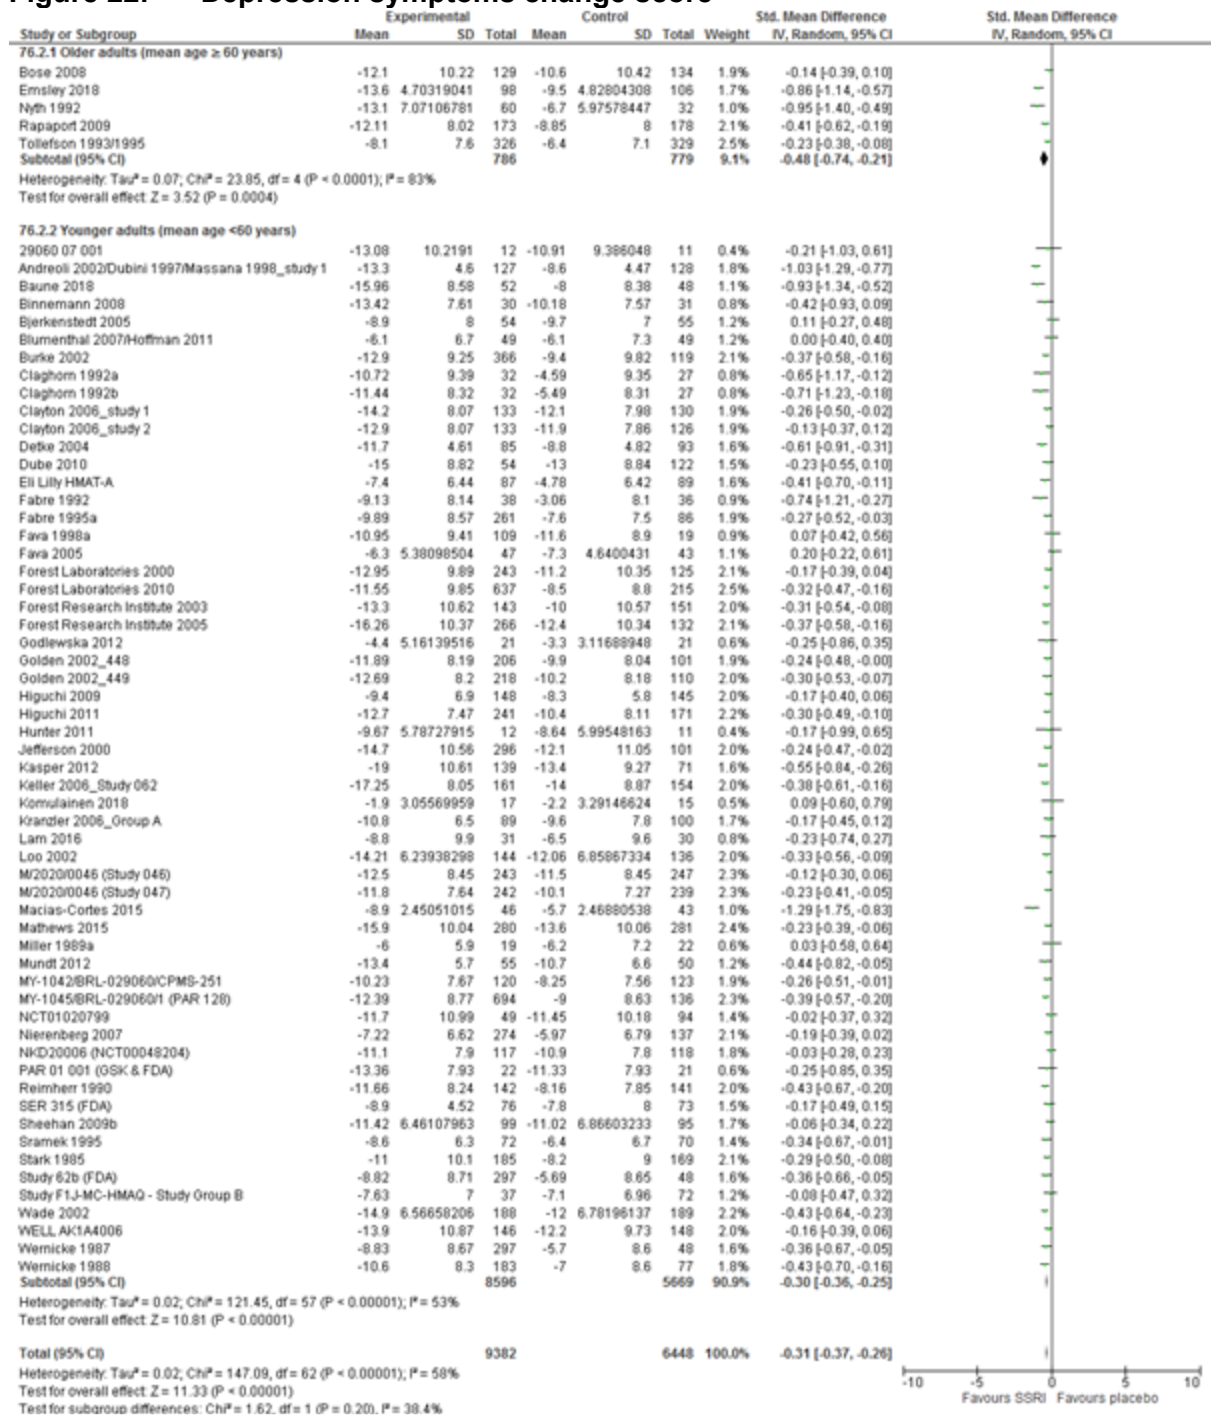 Figure 22: Depression symptoms change score
Experimental Control Std. Mean Difference Std. Mean Difference
Study or Subgroup Mean SD Total Mean SD Total Weight IV, Random, 95% CI IV, Random, 95% CI
76.2.1 Older adults (mean age ≥ 60 years)
Bose 2008 -12.1 10.22 129 -10.6 10.42 134 1.9% -0.14 [-0.39, 0.10]
Emsley 2018 -13.6 4.70319041 98 -9.5 4.82804308 106 1.7% -0.86 [-1.14, -0.57]
Nyth 1992 -13.1 7.07106781 60 -6.7 5.97578447 32 1.0% -0.95 [-1.40, -0.49]
Rapaport 2009 -12.11 8.02 173 -8.85 8 178 2.1% -0.41 [-0.62, -0.19]
Tollefson 1993/1995 -8.1 7.6 326 -6.4 7.1 329 2.5% -0.23 [-0.38, -0.08]
Subtotal (95% CI) 786 779 9.1% -0.48 [-0.74, -0.21]
Heterogeneity: Tau² = 0.07; Chi² = 23.85, df = 4 (P < 0.0001); I² = 83%
Test for overall effect: Z = 3.52 (P = 0.0004)
76.2.2 Younger adults (mean age <60 years)
29060 07 001 -13.08 10.2191 12 -10.91 9.386048 11 0.4% -0.21 [-1.03, 0.61]
Andreoli 2002/Dubini 1997/Massana 1998_study 1 -13.3 4.6 127 -8.6 4.47 128 1.8% -1.03 [-1.29, -0.77]
Baune 2018 -15.96 8.58 52 -8 8.38 48 1.1% -0.93 [-1.34, -0.52]
Binnemann 2008 -13.42 7.61 30 -10.18 7.57 31 0.8% -0.42 [-0.93, 0.09]
Bjerkenstedt 2005 -8.9 8 54 -9.7 7 55 1.2% 0.11 [-0.27, 0.48]
Blumenthal 2007/Hoffman 2011 -6.1 6.7 49 -6.1 7.3 49 1.2% 0.00 [-0.40, 0.40]
Burke 2002 -12.9 9.25 366 -9.4 9.82 119 2.1% -0.37 [-0.58, -0.16]
Claghorn 1992a -10.72 9.39 32 -4.59 9.35 27 0.8% -0.65 [-1.17, -0.12]
Claghorn 1992b -11.44 8.32 32 -5.49 8.31 27 0.8% -0.71 [-1.23, -0.18]
Clayton 2006_study 1 -14.2 8.07 133 -12.1 7.98 130 1.9% -0.26 [-0.50, -0.02]
Clayton 2006_study 2 -12.9 8.07 133 -11.9 7.86 126 1.9% -0.13 [-0.37, 0.12]
Detke 2004 -11.7 4.61 85 -8.8 4.82 93 1.6% -0.61 [-0.91, -0.31]
Dube 2010 -15 8.82 54 -13 8.84 122 1.5% -0.23 [-0.55, 0.10]
Eli Lilly HMAT-A -7.4 6.44 87 -4.78 6.42 89 1.6% -0.41 [-0.70, -0.11]
Fabre 1992 -9.13 8.14 38 -3.06 8.1 36 0.9% -0.74 [-1.21, -0.27]
Fabre 1995a -9.89 8.57 261 -7.6 7.5 86 1.9% -0.27 [-0.52, -0.03]
Fava 1998a -10.95 9.41 109 -11.6 8.9 19 0.9% 0.07 [-0.42, 0.56]
Fava 2005 -6.3 5.38098504 47 -7.3 4.6400431 43 1.1% 0.20 [-0.22, 0.61]
Forest Laboratories 2000 -12.95 9.89 243 -11.2 10.35 125 2.1% -0.17 [-0.39, 0.04]
Forest Laboratories 2010 -11.55 9.85 637 -8.5 8.8 215 2.5% -0.32 [-0.47, -0.16]
Forest Research Institute 2003 -13.3 10.62 143 -10 10.57 151 2.0% -0.31 [-0.54, -0.08]
Forest Research Institute 2005 -16.26 10.37 266 -12.4 10.34 132 2.1% -0.37 [-0.58, -0.16]
Godlewska 2012 -4.4 5.16139516 21 -3.3 3.11688948 21 0.6% -0.25 [-0.86, 0.35]
Golden 2002_448 -11.89 8.19 206 -9.9 8.04 101 1.9% -0.24 [-0.48, -0.00]
Golden 2002_449 -12.69 8.2 218 -10.2 8.18 110 2.0% -0.30 [-0.53, -0.07]
Higuchi 2009 -9.4 6.9 148 -8.3 5.8 145 2.0% -0.17 [-0.40, 0.06]
Higuchi 2011 -12.7 7.47 241 -10.4 8.11 171 2.2% -0.30 [-0.49, -0.10]
Hunter 2011 -9.67 5.78727915 12 -8.64 5.99548163 11 0.4% -0.17 [-0.99, 0.65]
Jefferson 2000 -14.7 10.56 296 -12.1 11.05 101 2.0% -0.24 [-0.47, -0.02]
Kasper 2012 -19 10.61 139 -13.4 9.27 71 1.6% -0.55 [-0.84, -0.26]
Keller 2006_Study 062 -17.25 8.05 161 -14 8.87 154 2.0% -0.38 [-0.61, -0.16]
Komulainen 2018 -1.9 3.05569959 17 -2.2 3.29146624 15 0.5% 0.09 [-0.60, 0.79]
Kranzler 2006_Group A -10.8 6.5 89 -9.6 7.8 100 1.7% -0.17 [-0.45, 0.12]
Lam 2016 -8.8 9.9 31 -6.5 9.6 30 0.8% -0.23 [-0.74, 0.27]
Loo 2002 -14.21 6.23938298 144 -12.06 6.85867334 136 2.0% -0.33 [-0.56, -0.09]
M/2020/0046 (Study 046) -12.5 8.45 243 -11.5 8.45 247 2.3% -0.12 [-0.30, 0.06]
M/2020/0046 (Study 047) -11.8 7.64 242 -10.1 7.27 239 2.3% -0.23 [-0.41, -0.05]
Macias-Cortes 2015 -8.9 2.45051015 46 -5.7 2.46880538 43 1.0% -1.29 [-1.75, -0.83]
Mathews 2015 -15.9 10.04 280 -13.6 10.06 281 2.4% -0.23 [-0.39, -0.06]
Miller 1989a -6 5.9 19 -6.2 7.2 22 0.6% 0.03 [-0.58, 0.64]
Mundt 2012 -13.4 5.7 55 -10.7 6.6 50 1.2% -0.44 [-0.82, -0.05]
MY-1042/BRL-029060/CPMS-251 -10.23 7.67 120 -8.25 7.56 123 1.9% -0.26 [-0.51, -0.01]
MY-1045/BRL-029060/1 (PAR 128) -12.39 8.77 694 -9 8.63 136 2.3% -0.39 [-0.57, -0.20]
NCT01020799 -11.7 10.99 49 -11.45 10.18 94 1.4% -0.02 [-0.37, 0.32]
Nierenberg 2007 -7.22 6.62 274 -5.97 6.79 137 2.1% -0.19 [-0.39, 0.02]
NKD20006 (NCT00048204) -11.1 7.9 117 -10.9 7.8 118 1.8% -0.03 [-0.28, 0.23]
PAR 01 001 (GSK & FDA) -13.36 7.93 22 -11.33 7.93 21 0.6% -0.25 [-0.85, 0.35]
Reimherr 1990 -11.66 8.24 142 -8.16 7.85 141 2.0% -0.43 [-0.67, -0.20]
SER 315 (FDA) -8.9 4.52 76 -7.8 8 73 1.5% -0.17 [-0.49, 0.15]
Sheehan 2009b -11.42 6.46107963 99 -11.02 6.86603233 95 1.7% -0.06 [-0.34, 0.22]
Sramek 1995 -8.6 6.3 72 -6.4 6.7 70 1.4% -0.34 [-0.67, -0.01]
Stark 1985 -11 10.1 185 -8.2 9 169 2.1% -0.29 [-0.50, -0.08]
Study 62b (FDA) -8.82 8.71 297 -5.69 8.65 48 1.6% -0.36 [-0.66, -0.05]
Study F1J-MC-HMAQ - Study Group B -7.63 7 37 -7.1 6.96 72 1.2% -0.08 [-0.47, 0.32]
Wade 2002 -14.9 6.56658206 188 -12 6.78196137 189 2.2% -0.43 [-0.64, -0.23]
WELL AK1A4006 -13.9 10.87 146 -12.2 9.73 148 2.0% -0.16 [-0.39, 0.06]
Wernicke 1987 -8.83 8.67 297 -5.7 8.6 48 1.6% -0.36 [-0.67, -0.05]
Wernicke 1988 -10.6 8.3 183 -7 8.6 77 1.8% -0.43 [-0.70, -0.16]
Subtotal (95% CI) 8596 5669 90.9% -0.30 [-0.36, -0.25]
Heterogeneity: Tau² = 0.02; Chi² = 121.45, df = 57 (P < 0.00001); I² = 53%
Test for overall effect: Z = 10.81 (P < 0.00001)
Total (95% CI) 9382 6448 100.0% -0.31 [-0.37, -0.26]
Heterogeneity: Tau² = 0.02; Chi² = 147.09, df = 62 (P < 0.00001); I² = 58%
Test for overall effect: Z = 11.33 (P < 0.00001)
Test for subgroup differences: Chi² = 1.62, df = 1 (P = 0.20), I² = 38.4%
-10 -5 0 5 10
Favours SSRI Favours placebo